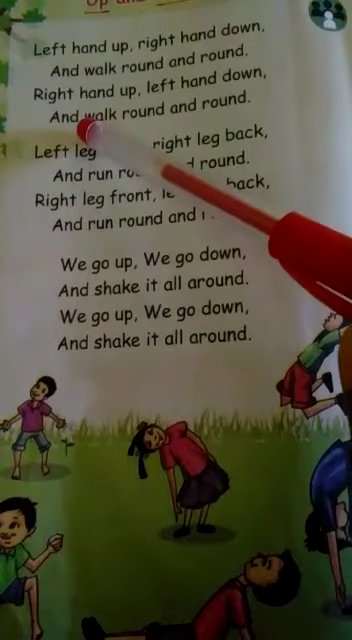 Up and
Left hand up, right hand down,
And walk round and round.
Right hand up, left hand down,
And walk round and round.
Left leg right leg back,
And run round.
Right leg front, back,
And run round and
We go up, We go down,
And shake it all around.
We go up, We go down,
And shake it all around.